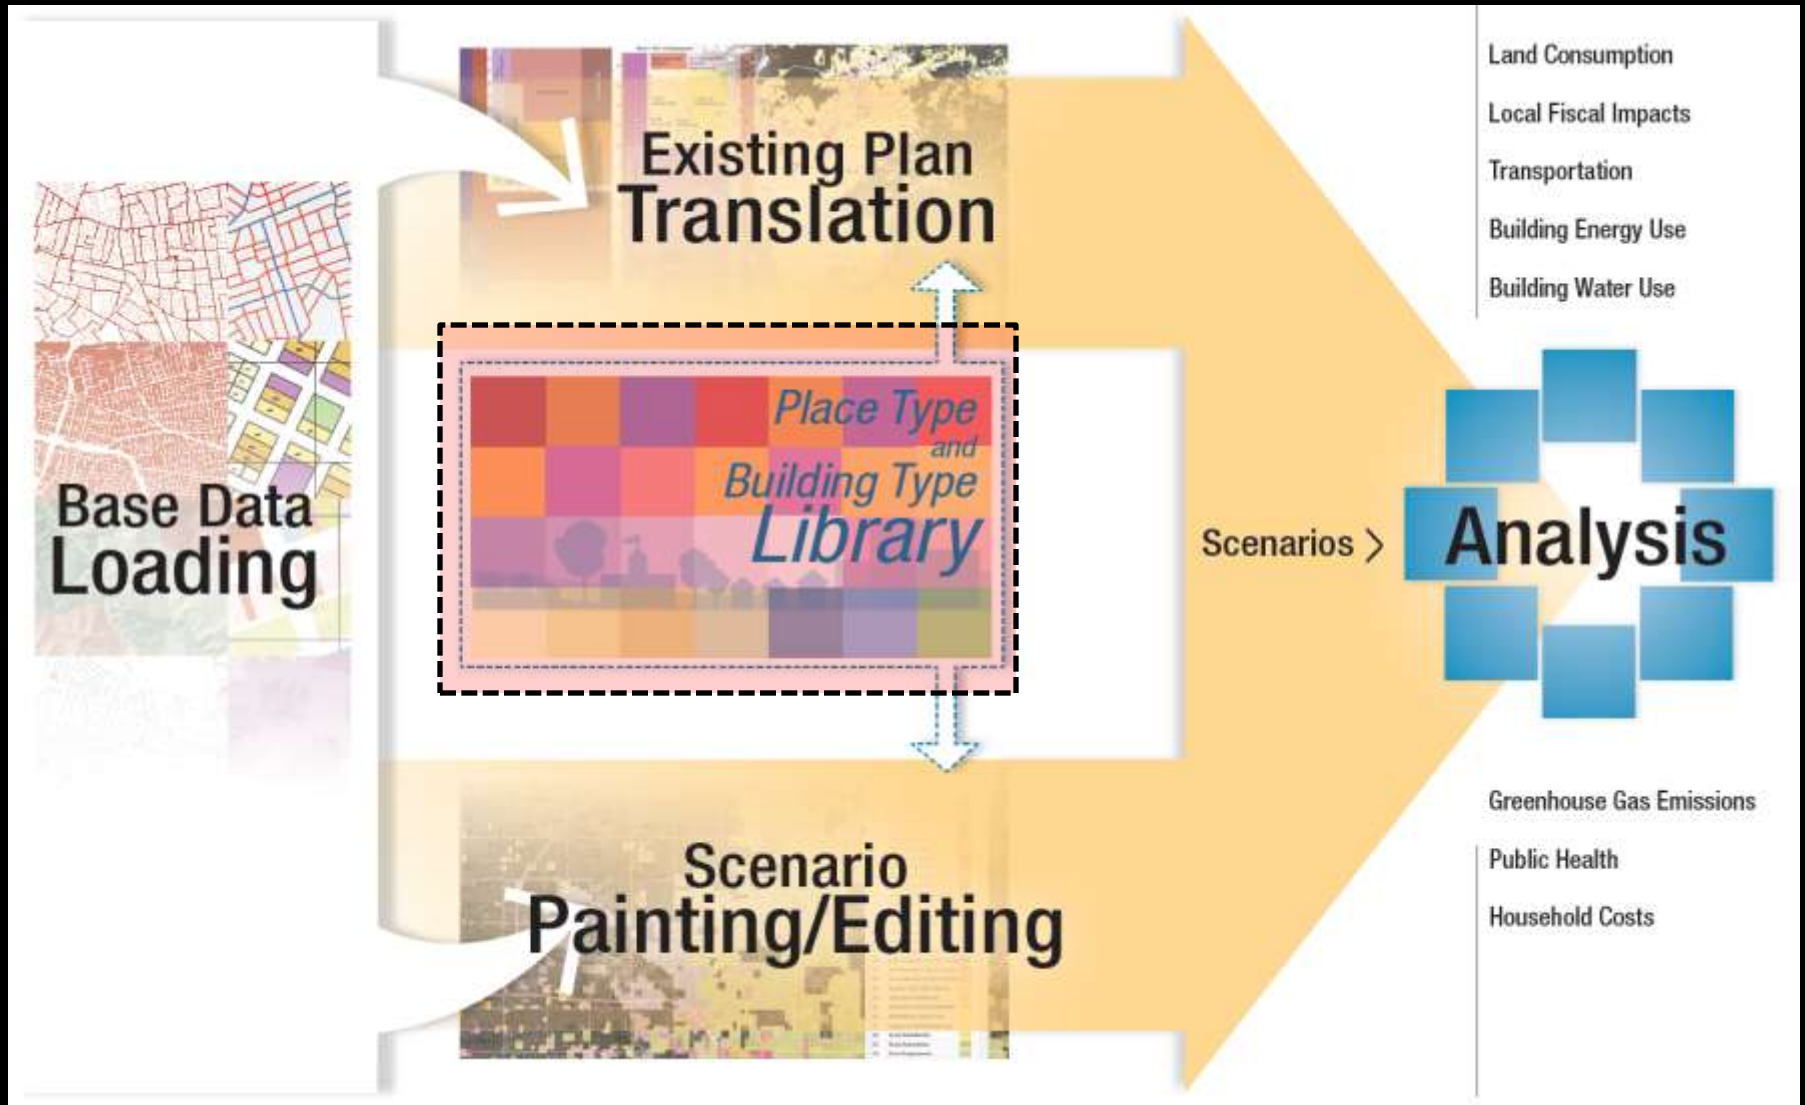 Base Data
Loading
Existing Plan
Translation
Place Type
and
Building Type
Library
Scenario
Painting/Editing
Scenarios >
Analysis
Land Consumption
Local Fiscal Impacts
Transportation
Building Energy Use
Building Water Use
Greenhouse Gas Emissions
Public Health
Household Costs